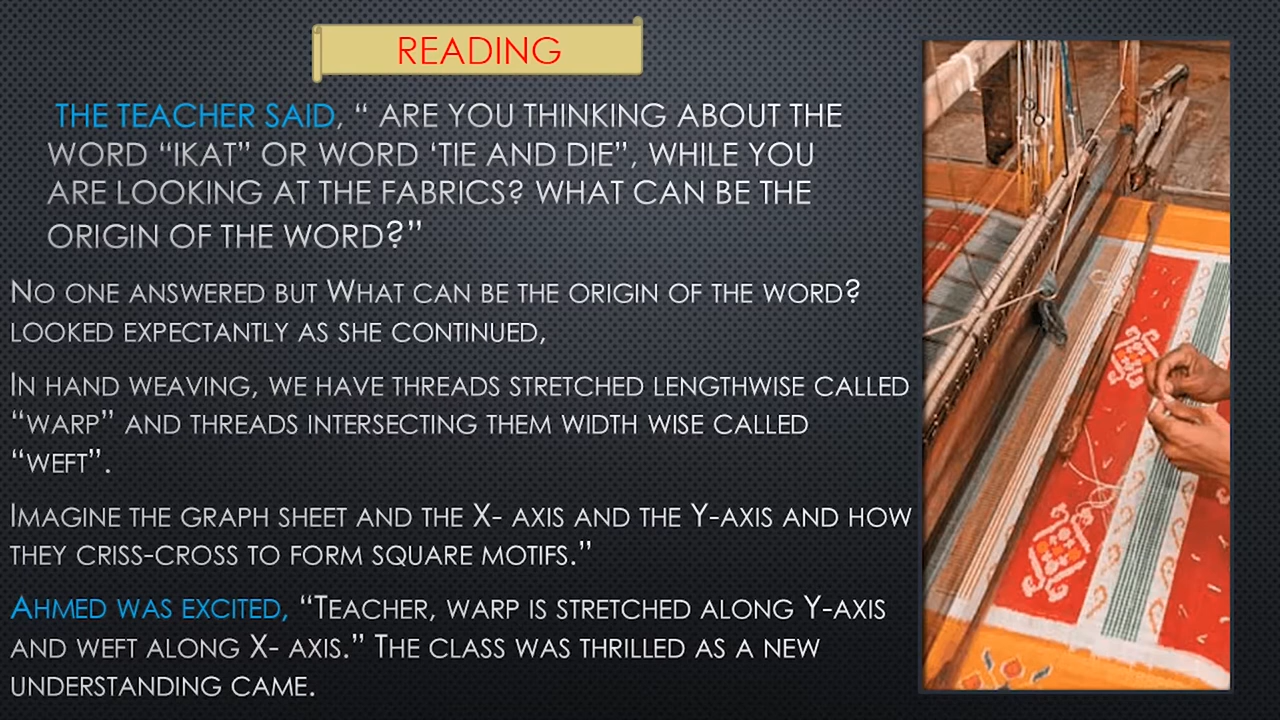 READING
THE TEACHER SAID, “ ARE YOU THINKING ABOUT THE
WORD “IKAT” OR WORD ‘TIE AND DIE”, WHILE YOU
ARE LOOKING AT THE FABRICS? WHAT CAN BE THE
ORIGIN OF THE WORD?”
NO ONE ANSWERED BUT WHAT CAN BE THE ORIGIN OF THE WORD?
LOOKED EXPECTANTLY AS SHE CONTINUED,
IN HAND WEAVING, WE HAVE THREADS STRETCHED LENGTHWISE CALLED
“WARP” AND THREADS INTERSECTING THEM WIDTH WISE CALLED
“WEFT”.
IMAGINE THE GRAPH SHEET AND THE X- AXIS AND THE Y-AXIS AND HOW
THEY CRISS-CROSS TO FORM SQUARE MOTIFS.”
AHMED WAS EXCITED, “TEACHER, WARP IS STRETCHED ALONG Y-AXIS
AND WEFT ALONG X- AXIS.” THE CLASS WAS THRILLED AS A NEW
UNDERSTANDING CAME.